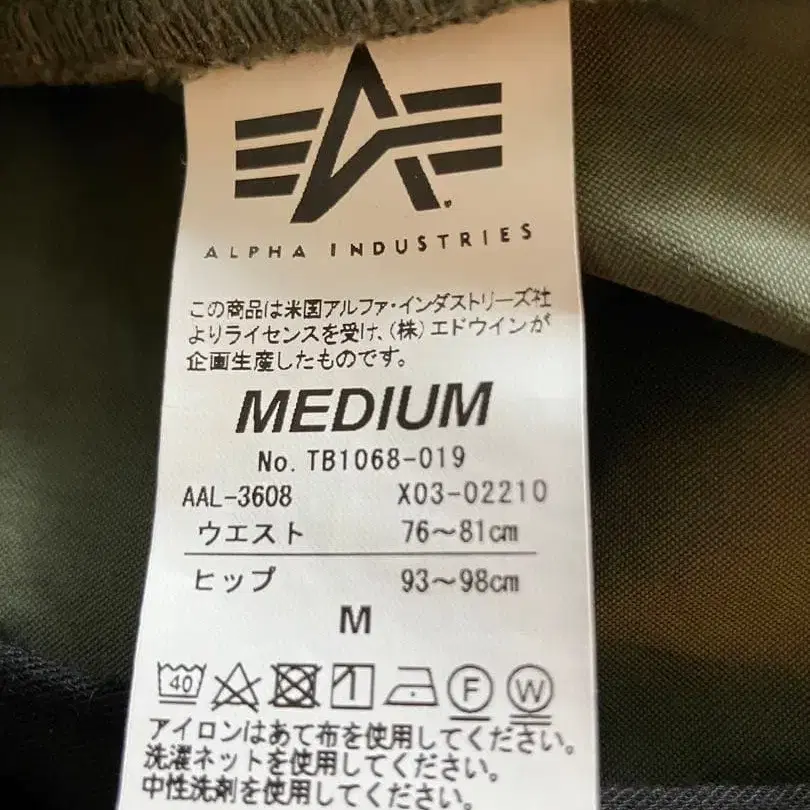 ALPHA INDUSTRIES
この商品は米国アルファ・インダストリーズ社
よりライセンスを受け、(株)エドウインが
企画生産したものです。
MEDIUM
No. TB1068-019
AAL-3608 X03-02210
ウエスト 76〜81cm
ヒップ 93〜98cm
M
40 F W
アイロンはあて布を使用してください。
洗濯ネットを使用してください。
中性洗剤を使用してください。